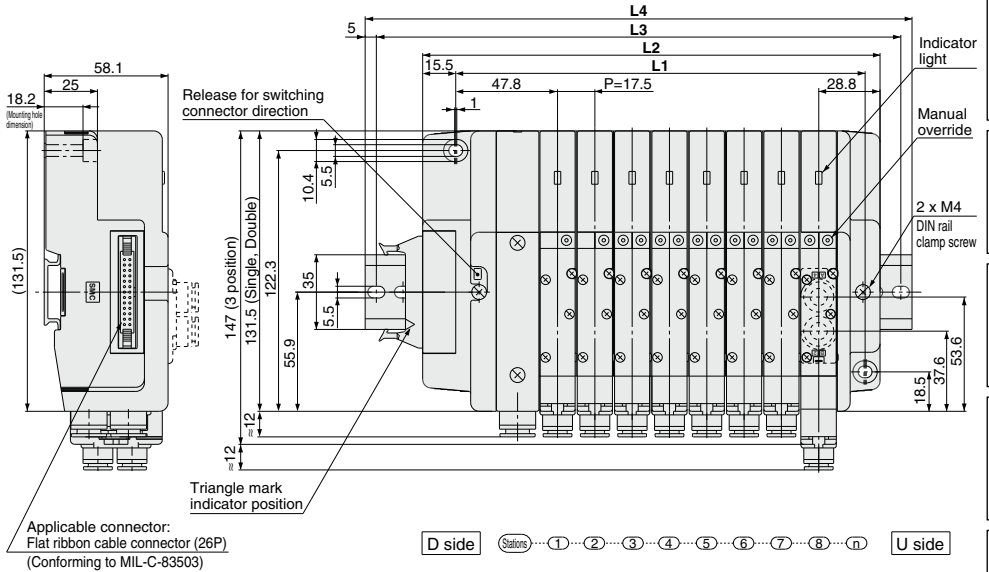 L4
5
L3
L2
15.5
L1
47.8
P=17.5
28.8
1
Indicator
light
Manual
override
2 x M4
DIN rail
clamp screw
58.1
25
18.2
(Mounting hole
dimension)
Release for switching
connector direction
(131.5)
SMC
147 (3 position)
131.5 (Single, Double)
122.3
55.9
10.4
5.5
35
5.5
18.5
37.6
53.6
≈12
≈12
Triangle mark
indicator position
Applicable connector:
Flat ribbon cable connector (26P)
(Conforming to MIL-C-83503)
D side Stations 1 2 3 4 5 6 7 8 n U side